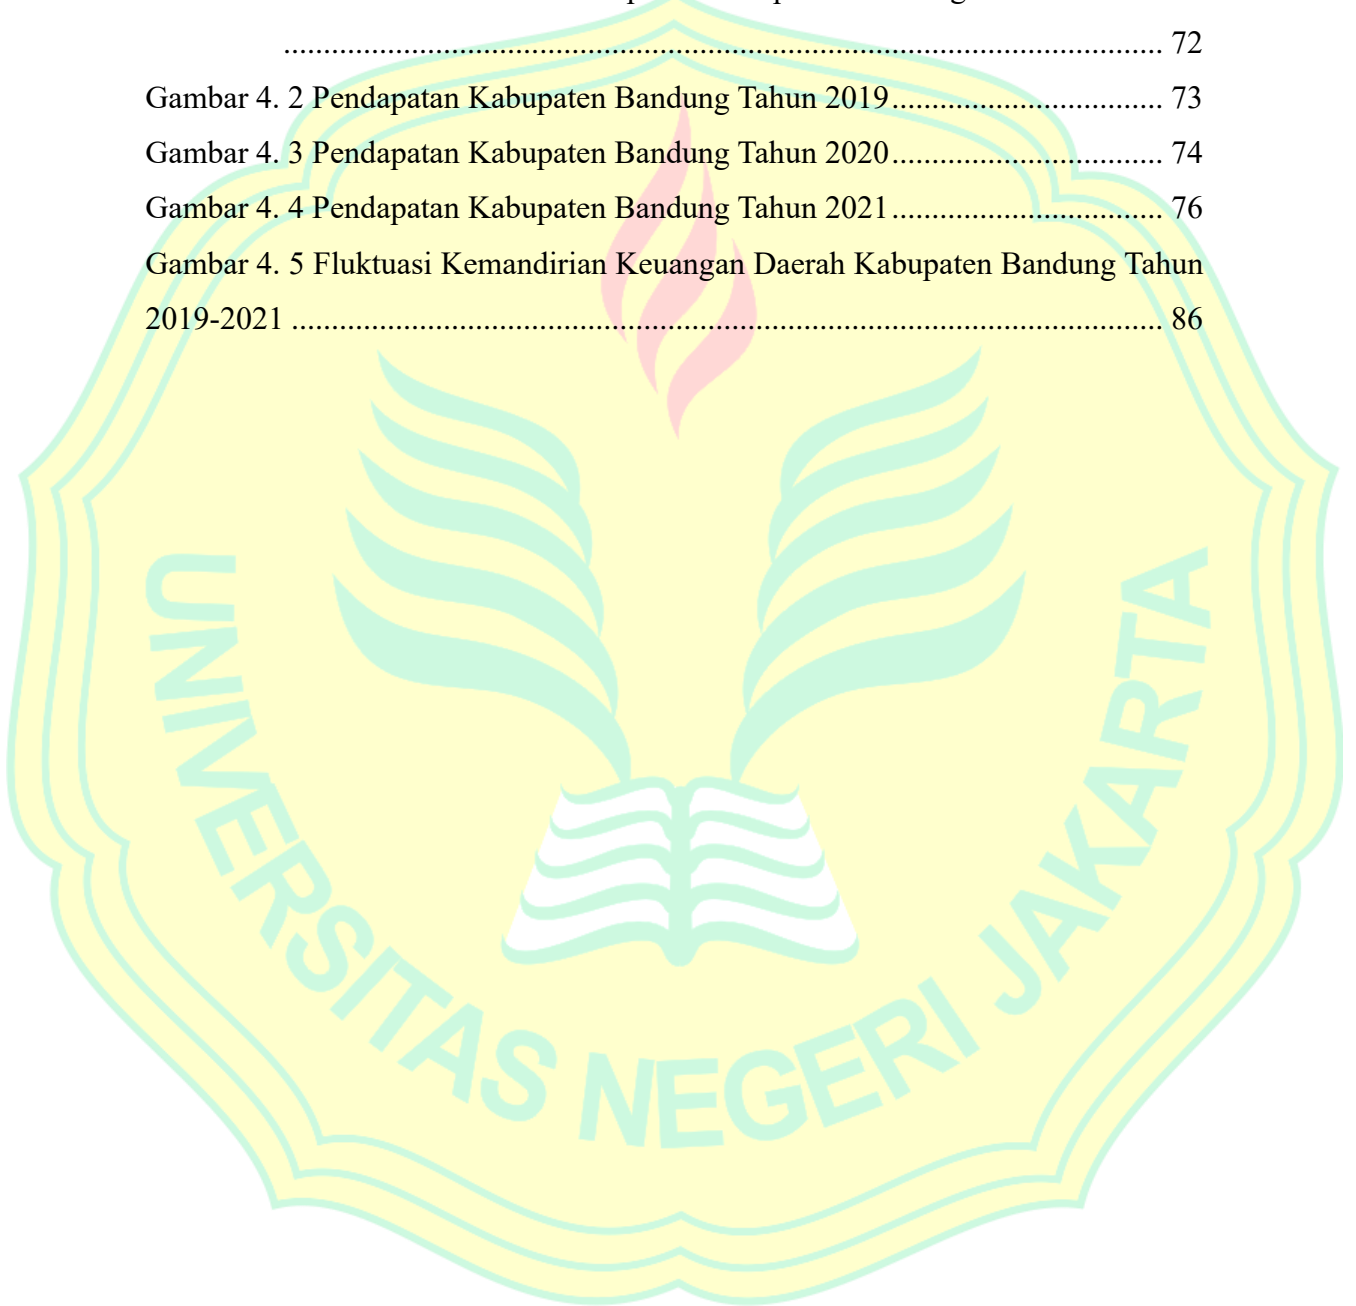 ........................................................................................................... 72
Gambar 4. 2 Pendapatan Kabupaten Bandung Tahun 2019.................................. 73
Gambar 4. 3 Pendapatan Kabupaten Bandung Tahun 2020.................................. 74
Gambar 4. 4 Pendapatan Kabupaten Bandung Tahun 2021.................................. 76
Gambar 4. 5 Fluktuasi Kemandirian Keuangan Daerah Kabupaten Bandung Tahun
2019-2021 ............................................................................................................. 86
UNIVERSITAS NEGERI JAKARTA